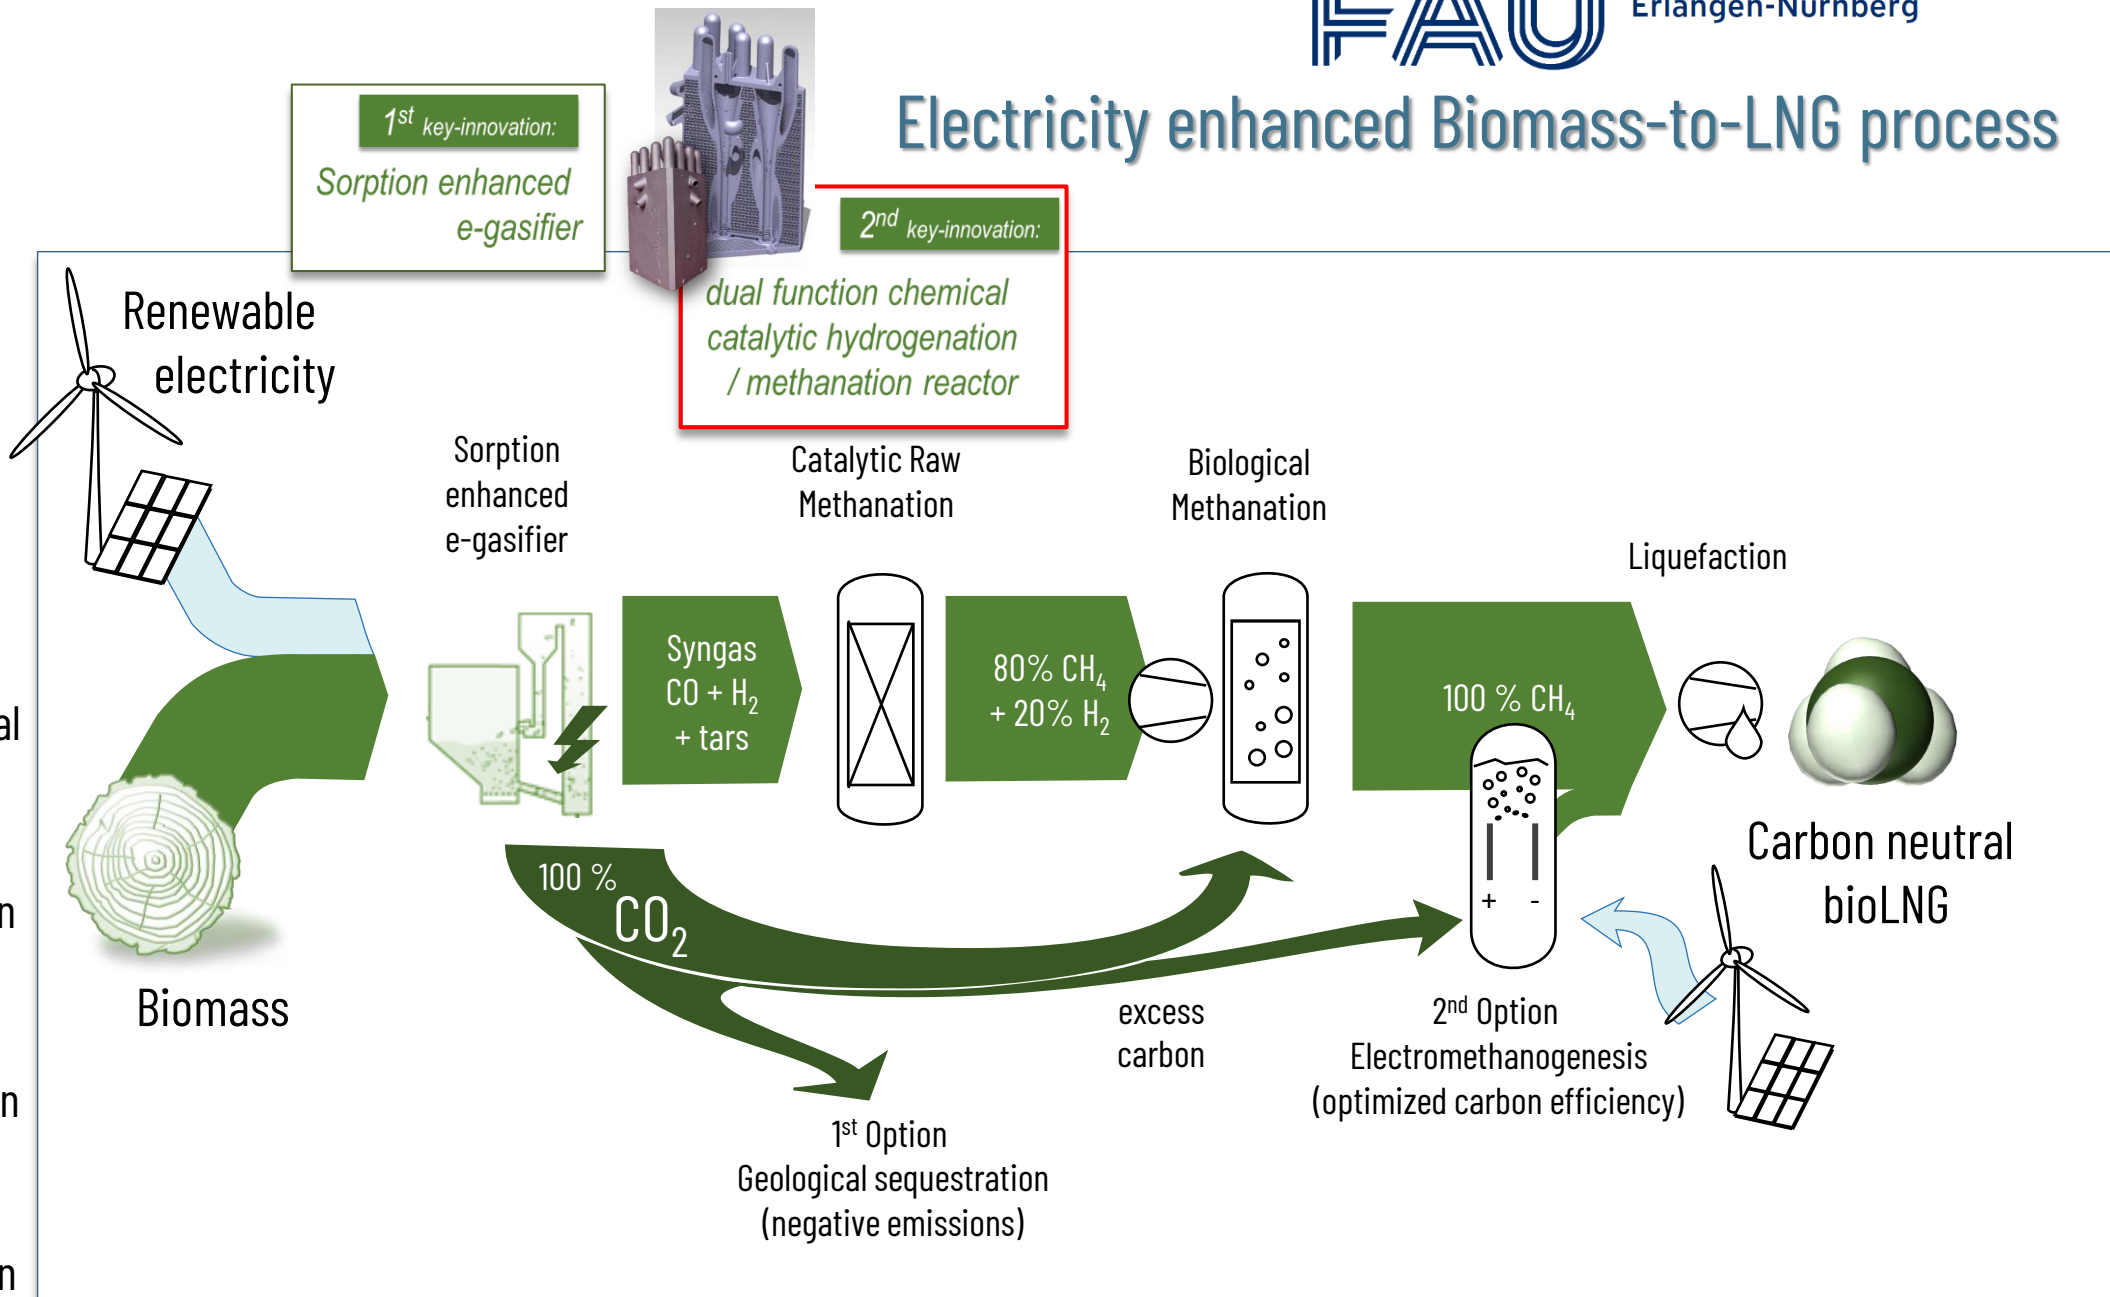 Erlangen-Nürnberg
FAU
Electricity enhanced Biomass-to-LNG process
1st key-innovation:
Sorption enhanced
e-gasifier
2nd key-innovation:
dual function chemical
catalytic hydrogenation
/ methanation reactor
Renewable
electricity
Sorption
enhanced
e-gasifier
Catalytic Raw
Methanation
Biological
Methanation
Liquefaction
Syngas
CO + H2
+ tars
80% CH4
+ 20% H2
100 % CH4
100 %
CO2
+ -
Biomass
Carbon neutral
bioLNG
excess
carbon
1st Option
Geological sequestration
(negative emissions)
2nd Option
Electromethanogenesis
(optimized carbon efficiency)
al
n
n
n